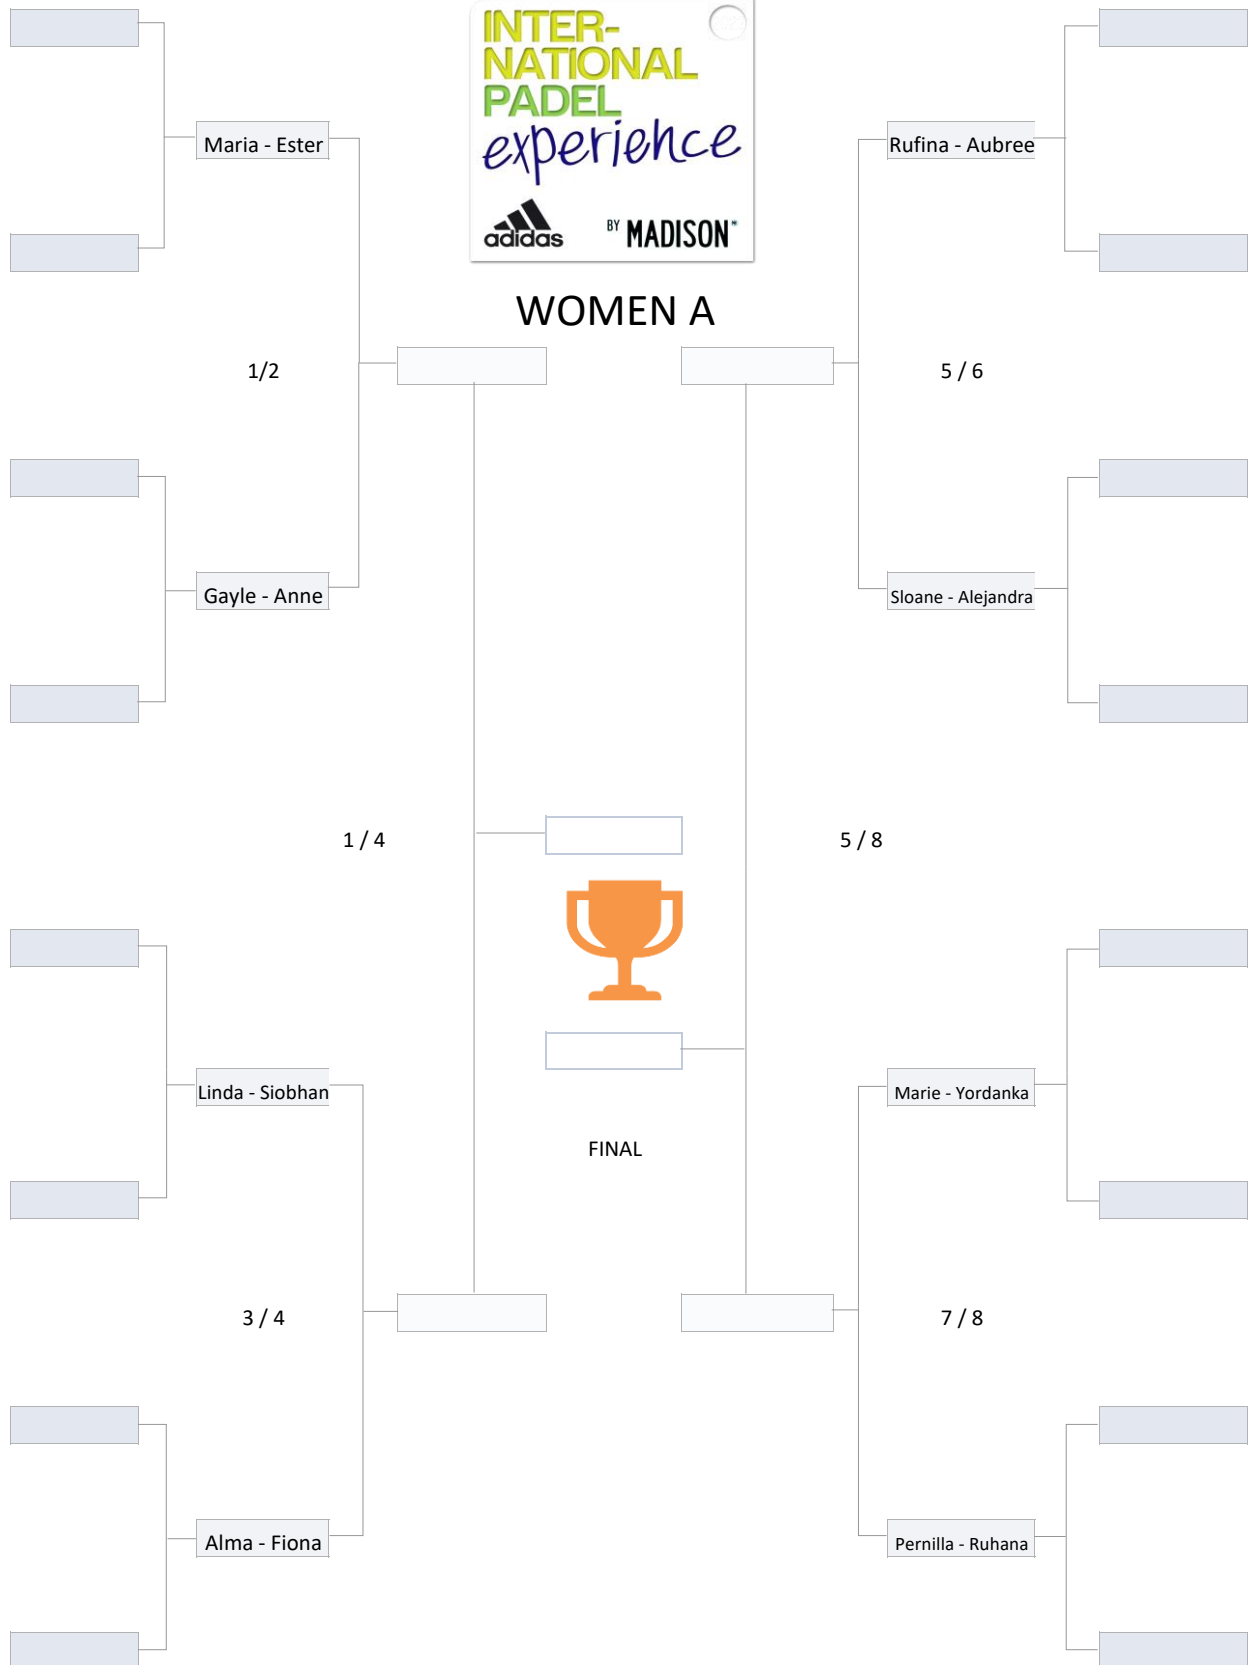 INTER-
NATIONAL
PADEL
experience
adidas
BY MADISON
WOMEN A
Maria - Ester
Rufina - Aubree
1/2
5 / 6
Gayle - Anne
Sloane - Alejandra
1 / 4
5 / 8
Linda - Siobhan
Marie - Yordanka
FINAL
3 / 4
7 / 8
Alma - Fiona
Pernilla - Ruhana